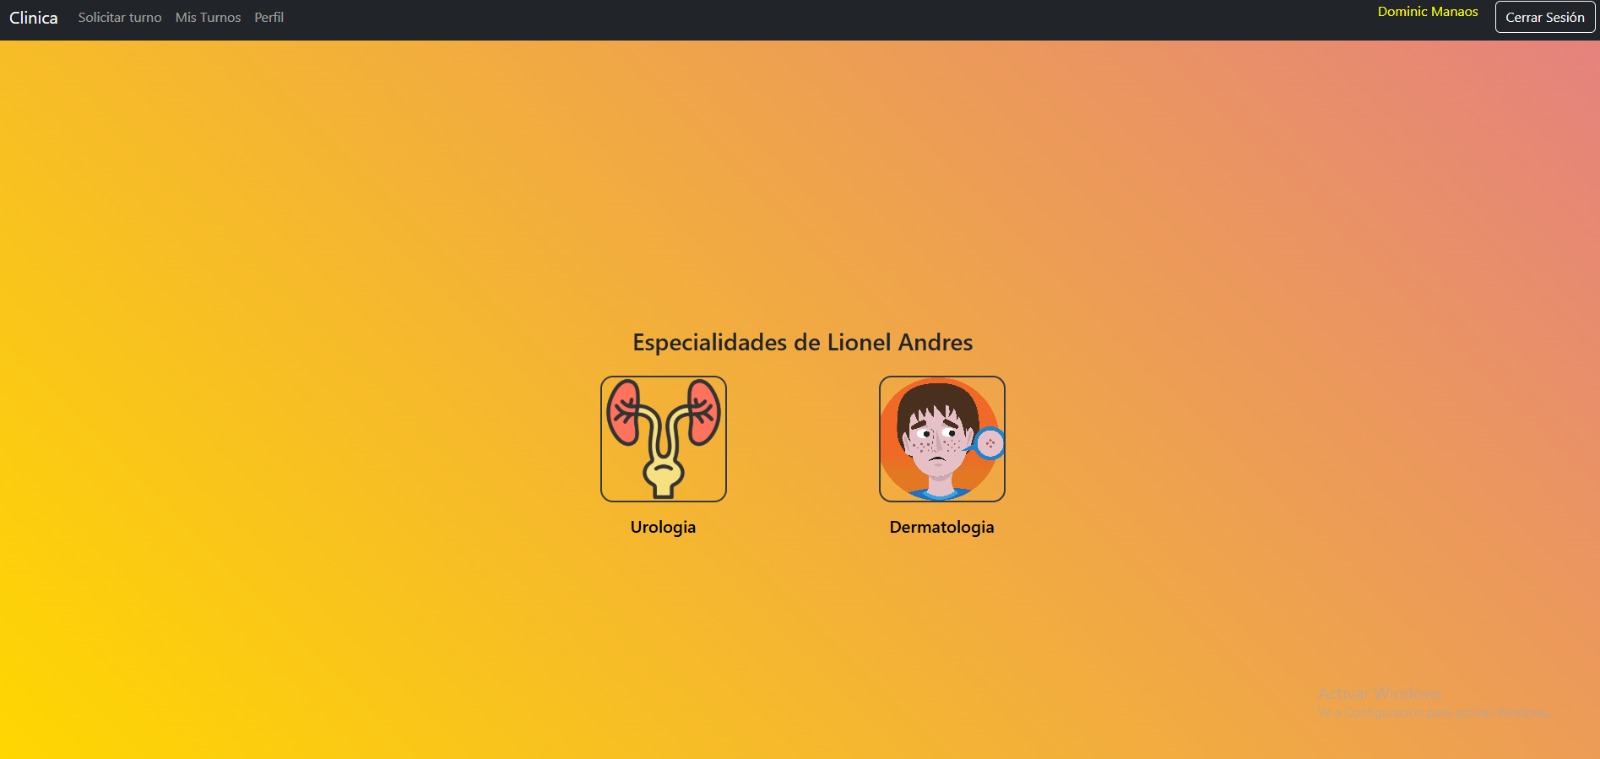 Clinica Solicitar turno Mis Turnos Perfil Dominic Manaos Cerrar Sesión
Especialidades de Lionel Andres
Urologia Dermatologia
Activar Windows
Ve a Configuración para activar Windows.